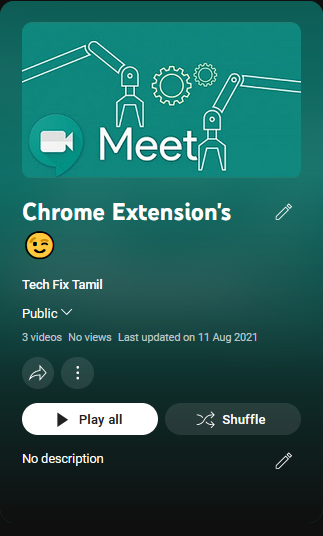 Meet
Chrome Extension's
😉
Tech Fix Tamil
Public
3 videos No views Last updated on 11 Aug 2021
Play all Shuffle
No description